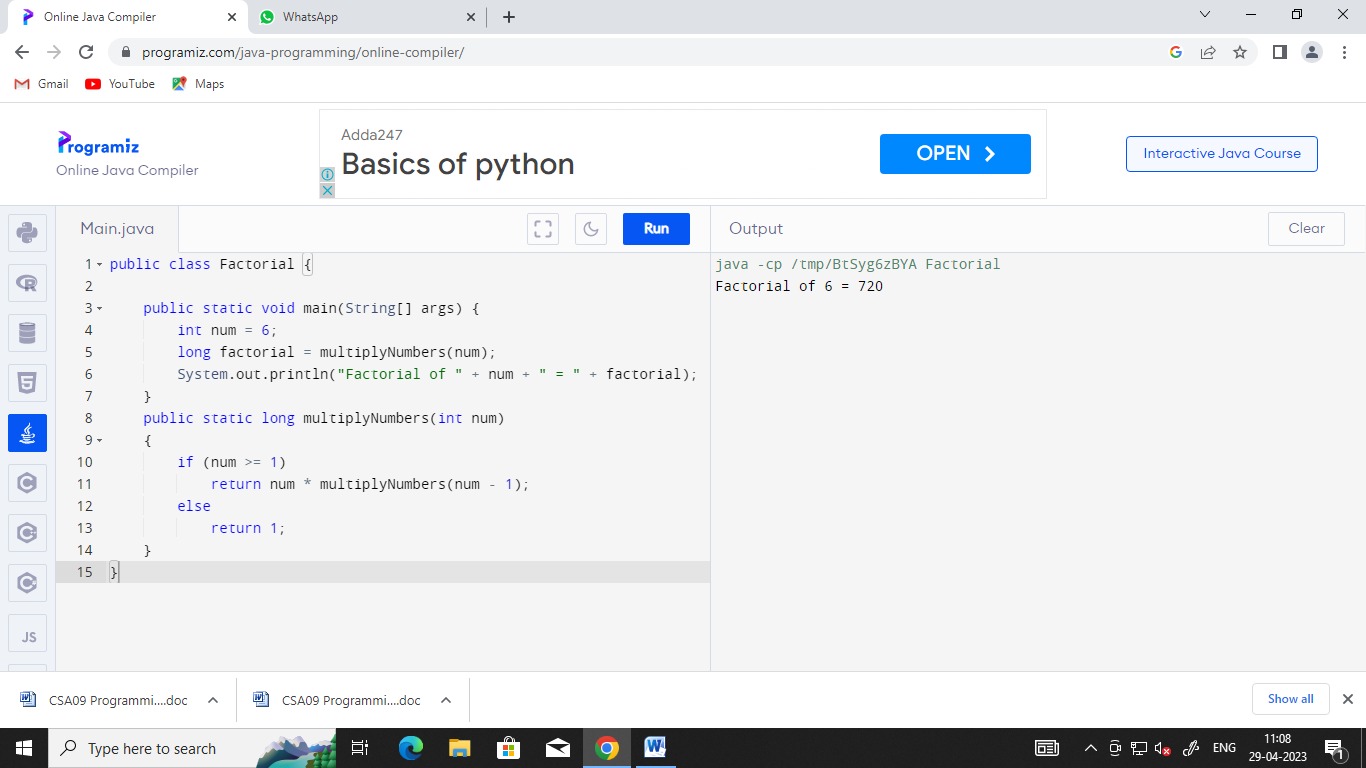 Online Java Compiler
WhatsApp
programiz.com/java-programming/online-compiler/
Gmail
YouTube
Maps
Programiz
Online Java Compiler
Adda247
Basics of python
OPEN
Interactive Java Course
Main.java
Run
1 public class Factorial {
2
3     public static void main(String[] args) {
4         int num = 6;
5         long factorial = multiplyNumbers(num);
6         System.out.println("Factorial of " + num + " = " + factorial);
7     }
8     public static long multiplyNumbers(int num)
9     {
10         if (num >= 1)
11             return num * multiplyNumbers(num - 1);
12         else
13             return 1;
14     }
15 }
JS
Output
Clear
java -cp /tmp/BtSyg6zBYA Factorial
Factorial of 6 = 720
CSA09 Programmi....doc
CSA09 Programmi....doc
Show all
Type here to search
ENG
11:08
29-04-2023
1